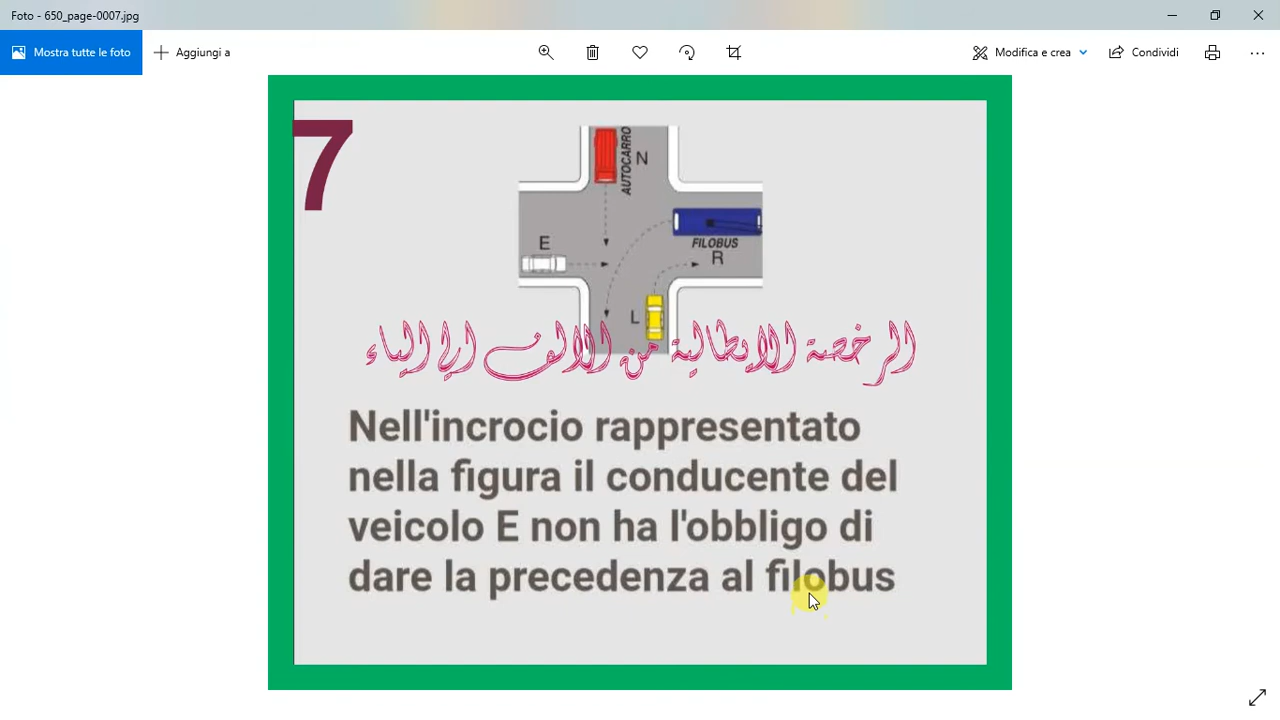 Foto - 650_page-0007.jpg
Mostra tutte le foto
Aggiungi a
Modifica e crea
Condividi
7
AUTOCARRO
N
E
FILOBUS
R
L
الرخصة الايطالية من الالف الى الياء
Nell'incrocio rappresentato
nella figura il conducente del
veicolo E non ha l'obbligo di
dare la precedenza al filobus